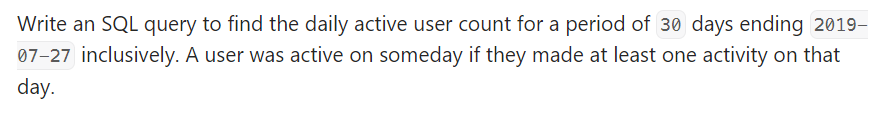 Write an SQL query to find the daily active user count for a period of 30 days ending 2019-
07-27 inclusively. A user was active on someday if they made at least one activity on that
day.